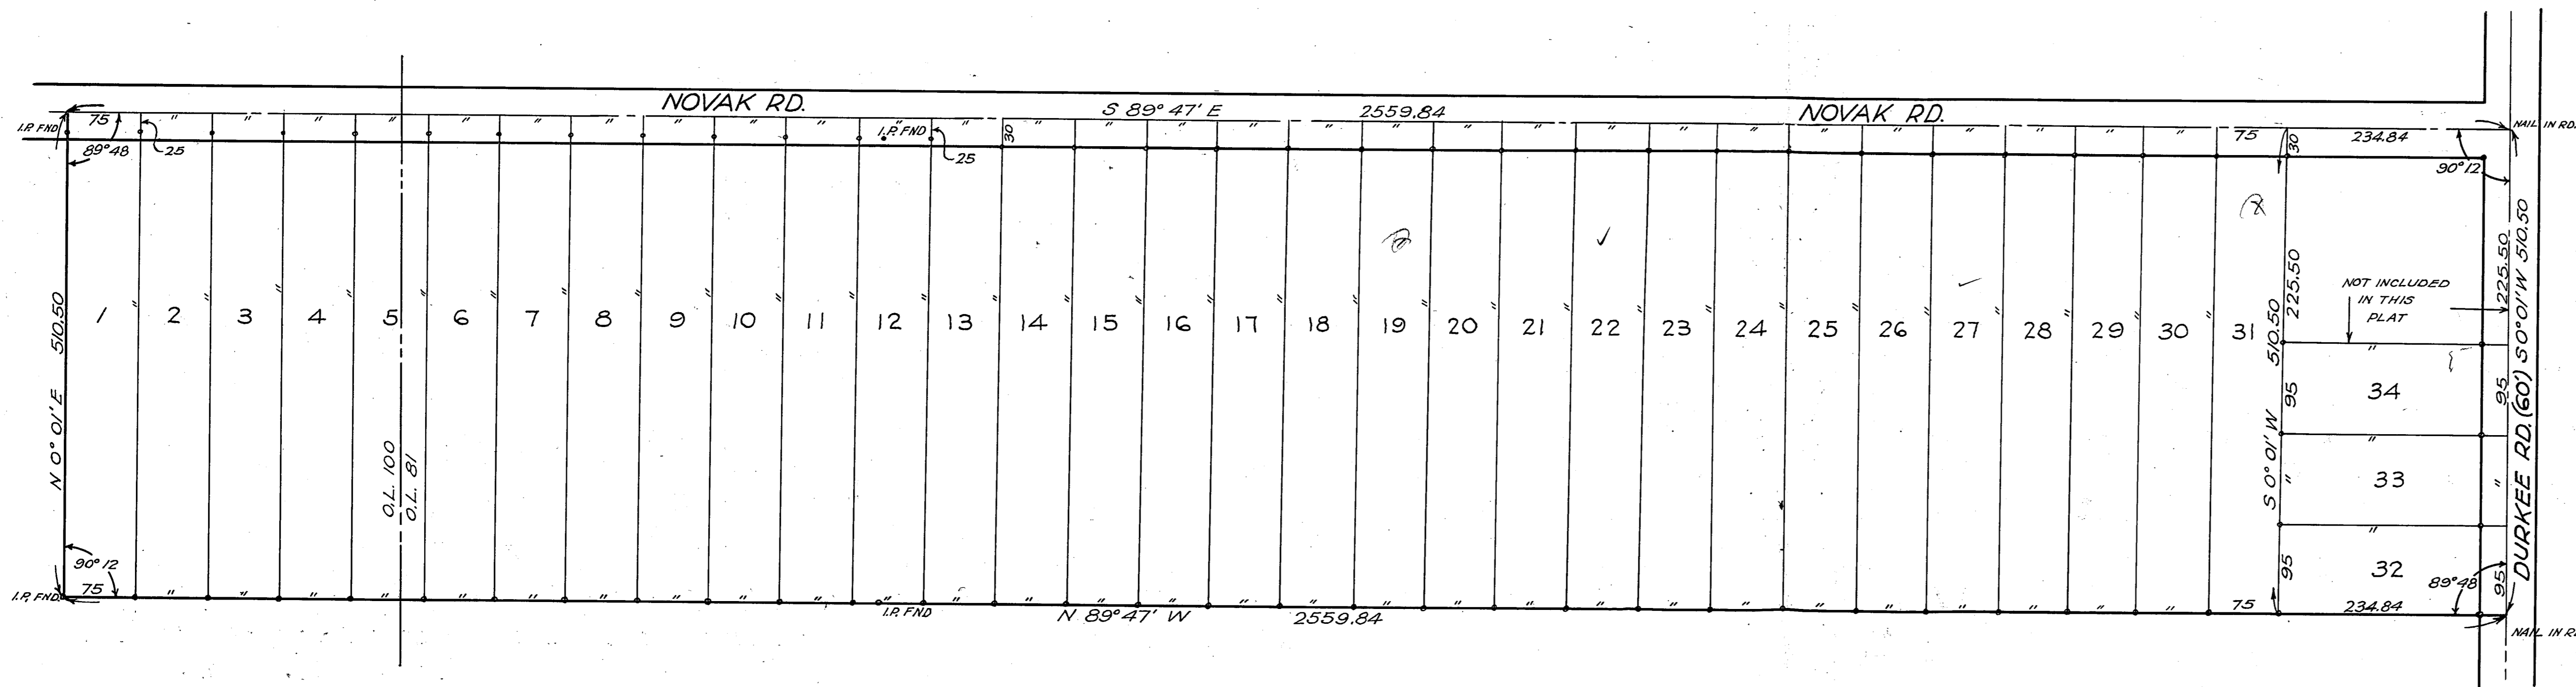 NOVAK RD. S 89° 47' E 2559.84 NOVAK RD.
I.P. FND 75 " " " " " " " " " " " I.P. FND " 30 " " " " " " " " " " " " " " " " " 75 30 234.84 NAIL IN RD.
89° 48 25 25 90° 12
N 0° 01' E 510.50
1 " 2 " 3 " 4 " 5 " 6 " 7 " 8 " 9 " 10 " 11 " 12 " 13 " 14 " 15 " 16 " 17 " 18 " 19 " 20 " 21 " 22 " 23 " 24 " 25 " 26 " 27 " 28 " 29 " 30 " 31
O.L. 100
O.L. 81
S 0° 01' W 510.50
225.50
NOT INCLUDED
IN THIS
PLAT
225.50
"
95 34 95
"
" 33 "
"
95 32 95
89° 48
DURKEE RD. (60') S 0° 01' W 510.50
90° 12
I.P. FND. 75 " " " " " " " " " " " " " " " " " " " " " " " " " " " " " 75 234.84
I.P. FND
N 89° 47' W 2559.84
NAIL IN RD.